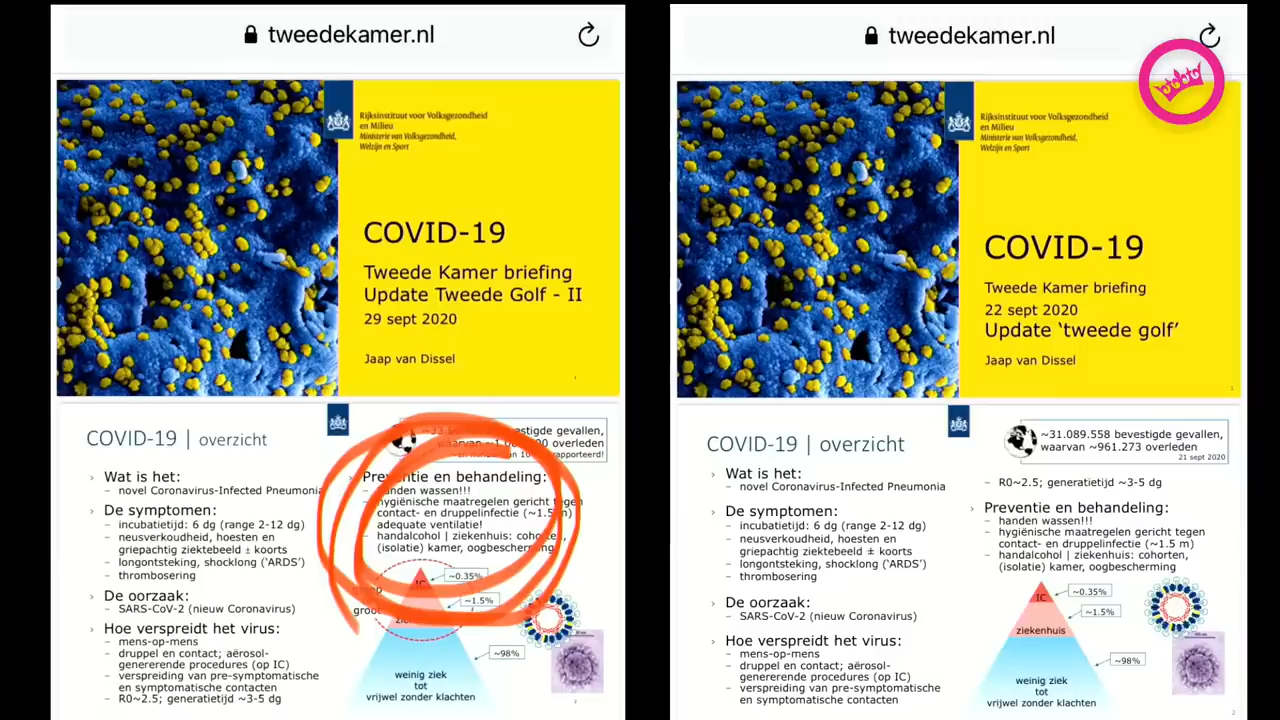 tweedekamer.nl
Rijksinstituut voor Volksgezondheid
en Milieu
Ministerie van Volksgezondheid,
Welzijn en Sport
COVID-19
Tweede Kamer briefing
Update Tweede Golf - II
29 sept 2020
Jaap van Dissel
1
COVID-19 | overzicht
bevestigde gevallen,
overleden
› Wat is het:
– novel Coronavirus-Infected Pneumonia
› De symptomen:
– incubatietijd: 6 dg (range 2-12 dg)
– neusverkoudheid, hoesten en
griepachtig ziektebeeld ± koorts
– longontsteking, shocklong (‘ARDS’)
– thrombosering
› De oorzaak:
– SARS-CoV-2 (nieuw Coronavirus)
› Hoe verspreidt het virus:
– mens-op-mens
– druppel en contact; aërosol-
genererende procedures (op IC)
– verspreiding van pre-symptomatische
en symptomatische contacten
– R0~2.5; generatietijd ~3-5 dg
› Preventie en behandeling:
– handen wassen!!!
– hygiënische maatregelen gericht tegen
contact- en druppelinfectie (~1.5 m)
adequate ventilatie!
– handalcohol | ziekenhuis: cohorten,
(isolatie) kamer, oogbescherming
IC
~0.35%
~1.5%
~98%
weinig ziek
tot
vrijwel zonder klachten
tweedekamer.nl
Rijksinstituut voor Volksgezondheid
en Milieu
Ministerie van Volksgezondheid,
Welzijn en Sport
COVID-19
Tweede Kamer briefing
22 sept 2020
Update ‘tweede golf’
Jaap van Dissel
1
COVID-19 | overzicht
~31.089.558 bevestigde gevallen,
waarvan ~961.273 overleden
21 sept 2020
› Wat is het:
– novel Coronavirus-Infected Pneumonia
› De symptomen:
– incubatietijd: 6 dg (range 2-12 dg)
– neusverkoudheid, hoesten en
griepachtig ziektebeeld ± koorts
– longontsteking, shocklong (‘ARDS’)
– thrombosering
› De oorzaak:
– SARS-CoV-2 (nieuw Coronavirus)
› Hoe verspreidt het virus:
– mens-op-mens
– druppel en contact; aërosol-
genererende procedures (op IC)
– verspreiding van pre-symptomatische
en symptomatische contacten
– R0~2.5; generatietijd ~3-5 dg
› Preventie en behandeling:
– handen wassen!!!
– hygiënische maatregelen gericht tegen
contact- en druppelinfectie (~1.5 m)
– handalcohol | ziekenhuis: cohorten,
(isolatie) kamer, oogbescherming
IC
~0.35%
~1.5%
ziekenhuis
~98%
weinig ziek
tot
vrijwel zonder klachten
2